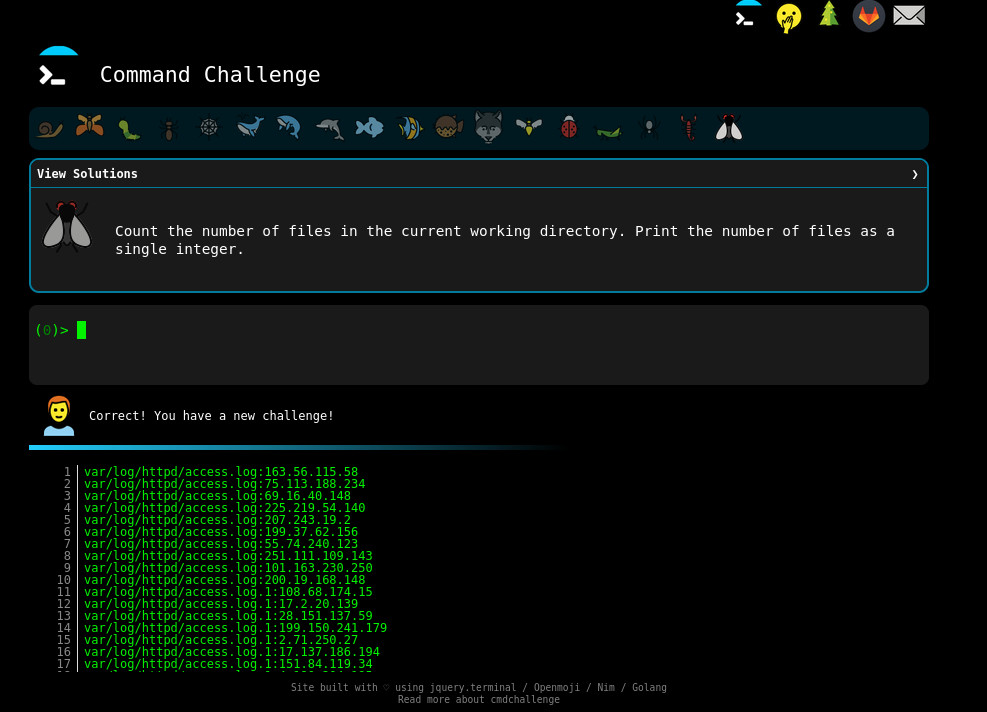 Command Challenge
View Solutions ❯
Count the number of files in the current working directory. Print the number of files as a
single integer.
(0)>
Correct! You have a new challenge!
1 var/log/httpd/access.log:163.56.115.58
2 var/log/httpd/access.log:75.113.188.234
3 var/log/httpd/access.log:69.16.40.148
4 var/log/httpd/access.log:225.219.54.140
5 var/log/httpd/access.log:207.243.19.2
6 var/log/httpd/access.log:199.37.62.156
7 var/log/httpd/access.log:55.74.240.123
8 var/log/httpd/access.log:251.111.109.143
9 var/log/httpd/access.log:101.163.230.250
10 var/log/httpd/access.log:200.19.168.148
11 var/log/httpd/access.log.1:108.68.174.15
12 var/log/httpd/access.log.1:17.2.20.139
13 var/log/httpd/access.log.1:28.151.137.59
14 var/log/httpd/access.log.1:199.150.241.179
15 var/log/httpd/access.log.1:2.71.250.27
16 var/log/httpd/access.log.1:17.137.186.194
17 var/log/httpd/access.log.1:151.84.119.34
Site built with ♡ using jquery.terminal / Openmoji / Nim / Golang
Read more about cmdchallenge